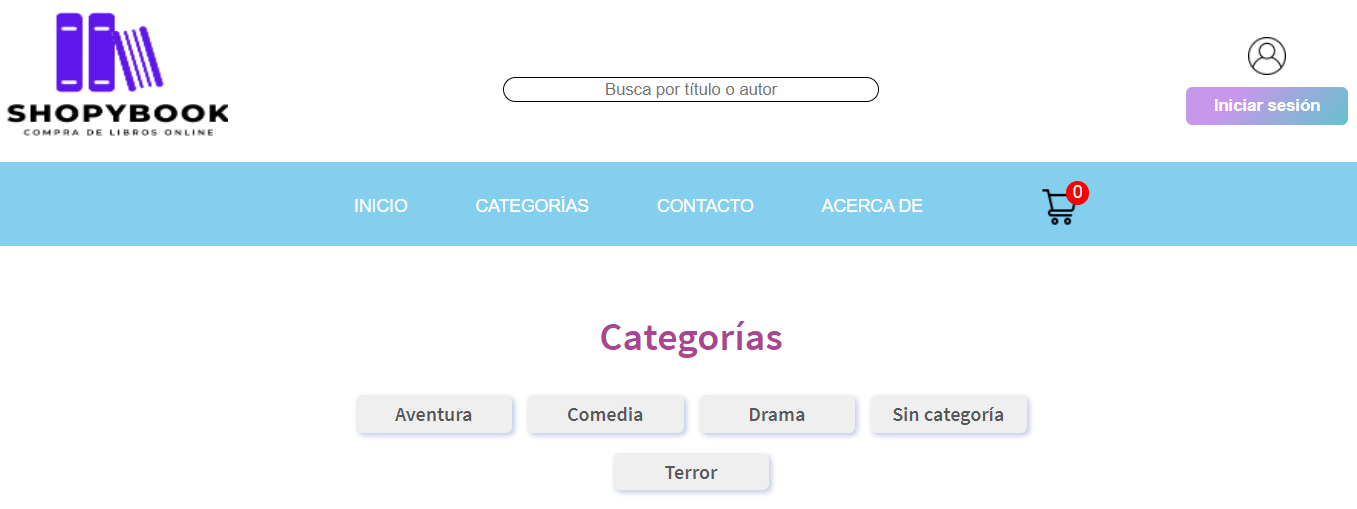 SHOPYBOOK
COMPRA DE LIBROS ONLINE
Busca por título o autor
Iniciar sesión
INICIO CATEGORÍAS CONTACTO ACERCA DE 0
Categorías
Aventura Comedia Drama Sin categoría
Terror